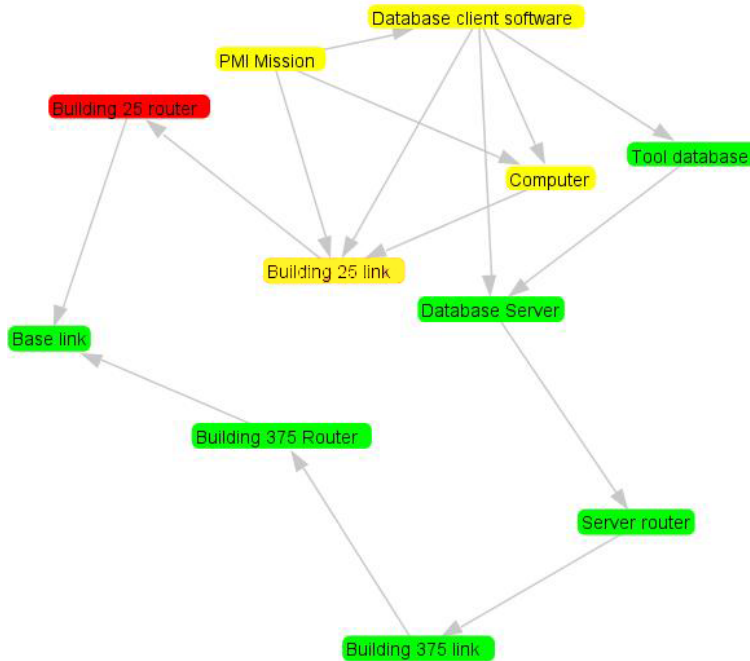 Database client software
PMI Mission
Building 25 router
Tool database
Computer
Building 25 link
Database Server
Base link
Building 375 Router
Server router
Building 375 link